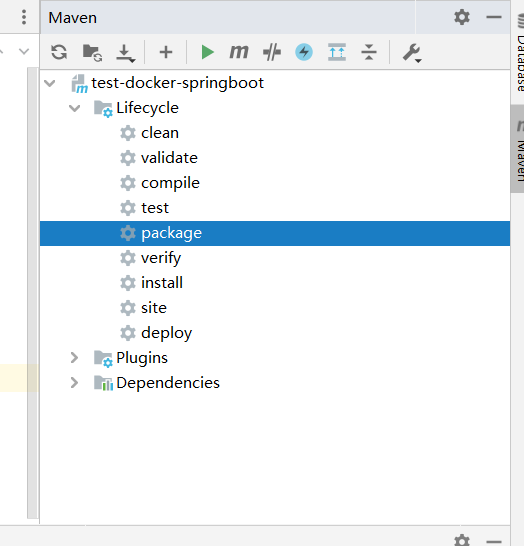 Maven
test-docker-springboot
Lifecycle
clean
validate
compile
test
package
verify
install
site
deploy
Plugins
Dependencies
Database
Maven